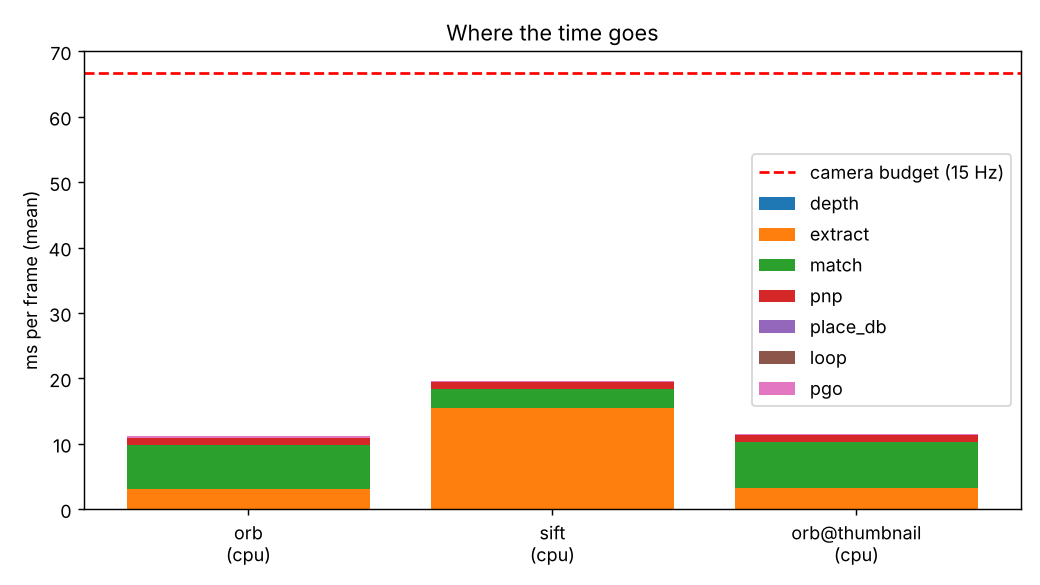 Where the time goes
ms per frame (mean)
70
60
50
40
30
20
10
0
camera budget (15 Hz)
depth
extract
match
pnp
place_db
loop
pgo
orb
(cpu)
sift
(cpu)
orb@thumbnail
(cpu)